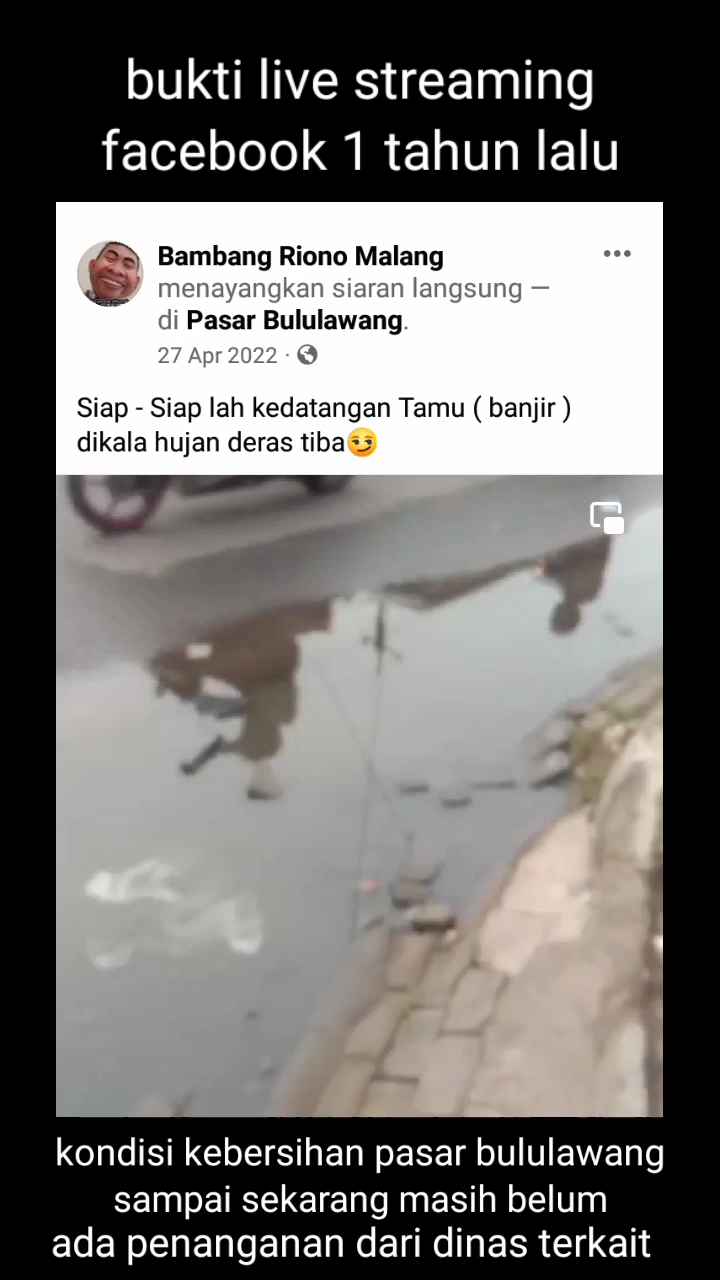 bukti live streaming
facebook 1 tahun lalu
Bambang Riono Malang
menayangkan siaran langsung —
di Pasar Bululawang.
27 Apr 2022 ·
Siap - Siap lah kedatangan Tamu ( banjir )
dikala hujan deras tiba😏
kondisi kebersihan pasar bululawang
sampai sekarang masih belum
ada penanganan dari dinas terkait